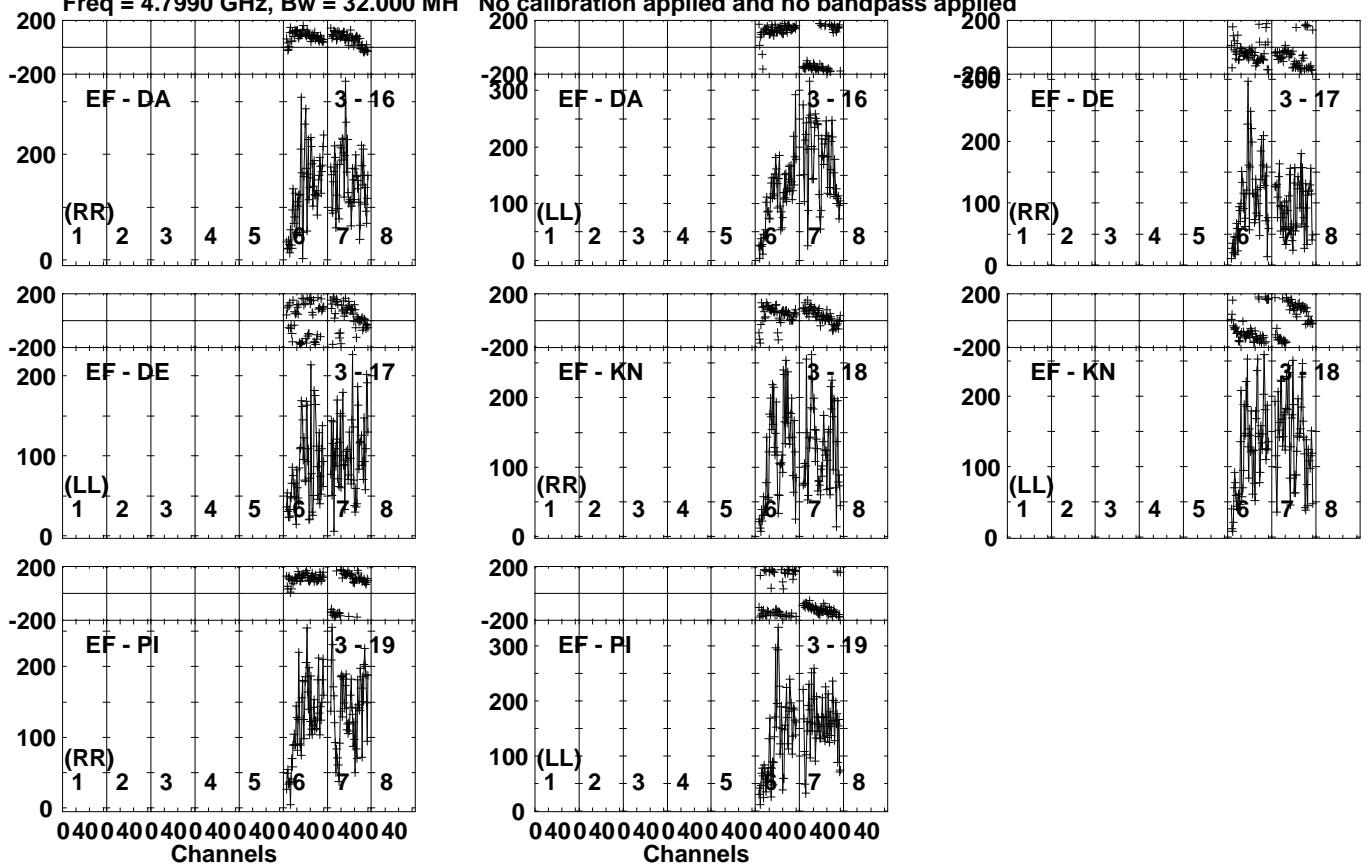 Freq = 4.7990 GHz, Bw = 32.000 MH No calibration applied and no bandpass applied
200
-200
EF - DA 3 - 16
200
(RR)
1 2 3 4 5 6 7 8
0
200
-200
300
EF - DA 3 - 16
200
100
(LL)
1 2 3 4 5 6 7 8
0
200
-200
300
EF - DE 3 - 17
200
100
(RR)
1 2 3 4 5 6 7 8
0
200
-200
200
EF - DE 3 - 17
100
(LL)
1 2 3 4 5 6 7 8
0
200
-200
EF - KN 3 - 18
200
100
(RR)
1 2 3 4 5 6 7 8
0
200
-200
EF - KN 3 - 18
200
100
(LL)
1 2 3 4 5 6 7 8
0
200
-200
EF - PI 3 - 19
200
100
(RR)
1 2 3 4 5 6 7 8
0
200
-200
300
EF - PI 3 - 19
200
100
(LL)
1 2 3 4 5 6 7 8
0
0 40 0 40 0 40 0 40 0 40 0 40 0 40 0 40
Channels
0 40 0 40 0 40 0 40 0 40 0 40 0 40 0 40
Channels